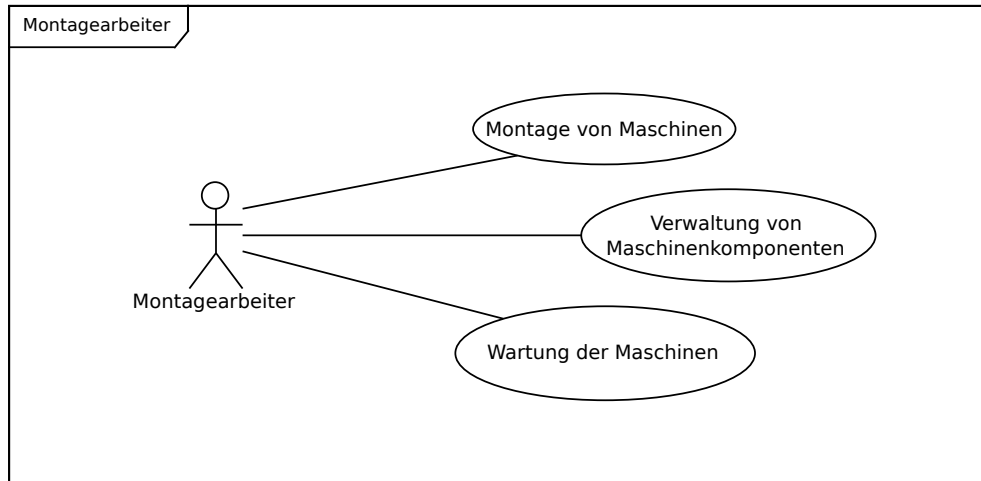 Montagearbeiter
Montage von Maschinen
Verwaltung von
Maschinenkomponenten
Montagearbeiter
Wartung der Maschinen